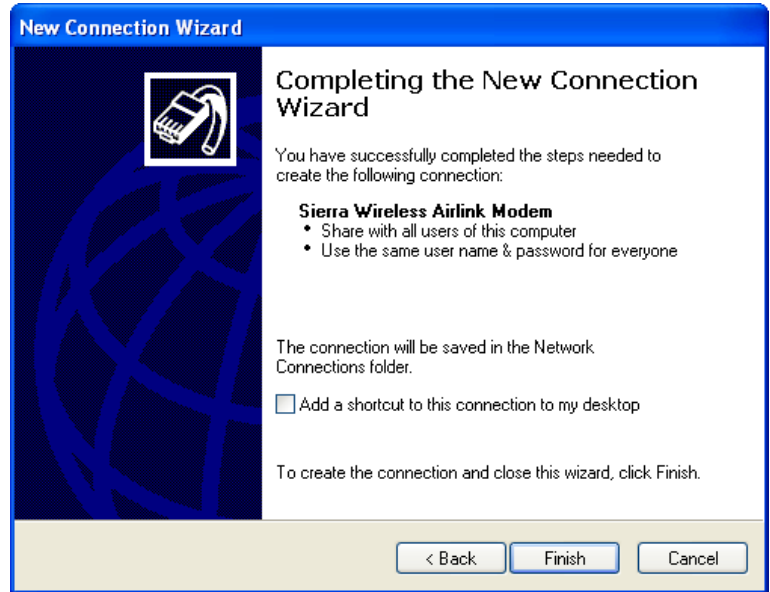 New Connection Wizard
Completing the New Connection
Wizard
You have successfully completed the steps needed to
create the following connection:
Sierra Wireless Airlink Modem
• Share with all users of this computer
• Use the same user name & password for everyone
The connection will be saved in the Network
Connections folder.
Add a shortcut to this connection to my desktop
To create the connection and close this wizard, click Finish.
< Back Finish Cancel